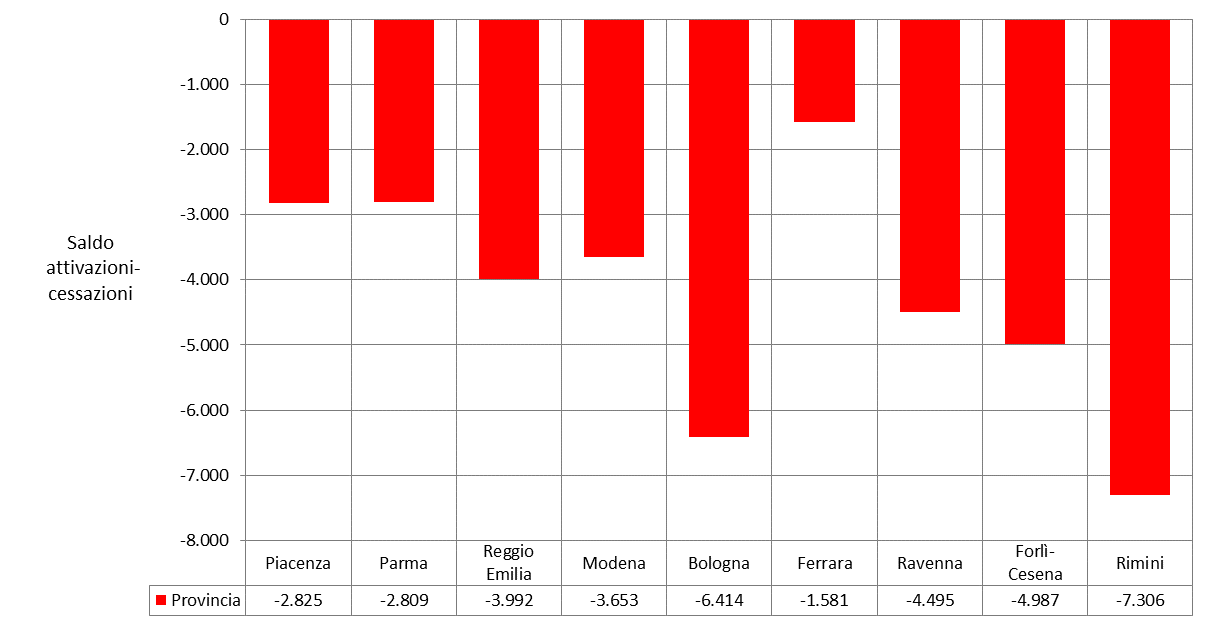 0
-1.000
-2.000
-3.000
-4.000
-5.000
-6.000
-7.000
-8.000
Saldo
attivazioni-
cessazioni
Piacenza Parma Reggio Emilia Modena Bologna Ferrara Ravenna Forlì-Cesena Rimini
Provincia -2.825 -2.809 -3.992 -3.653 -6.414 -1.581 -4.495 -4.987 -7.306